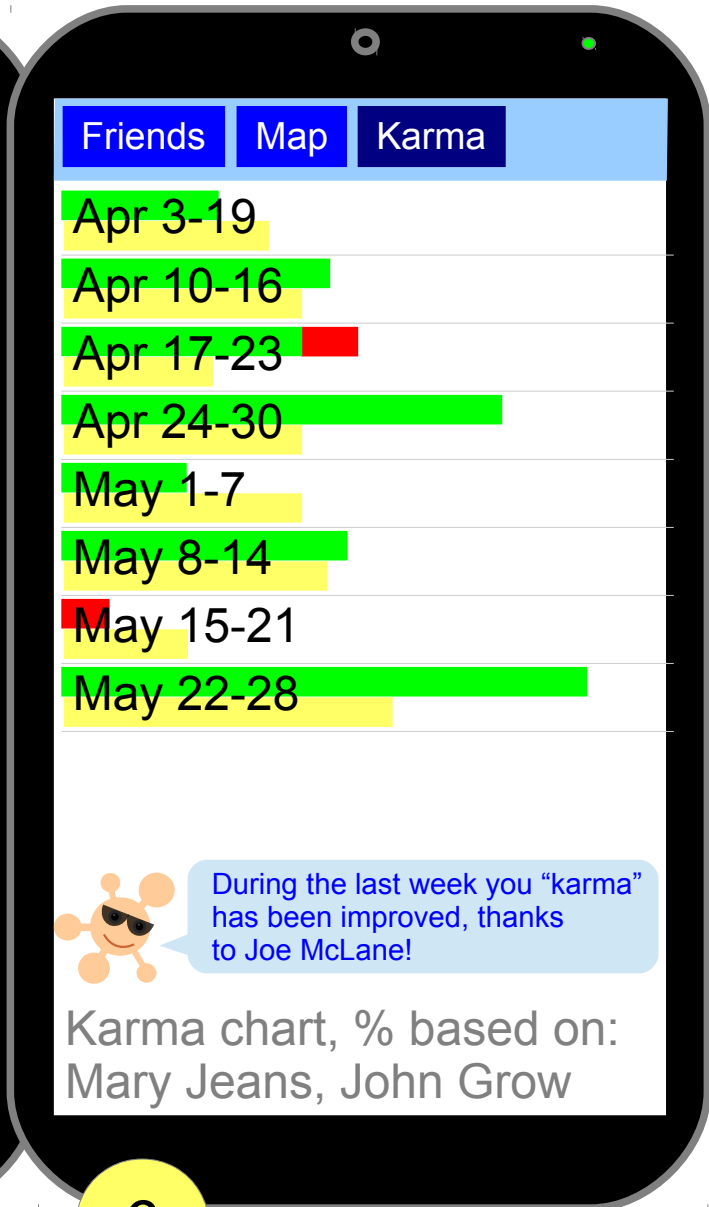 Friends Map Karma
Apr 3-19
Apr 10-16
Apr 17-23
Apr 24-30
May 1-7
May 8-14
May 15-21
May 22-28
During the last week you “karma”
has been improved, thanks
to Joe McLane!
Karma chart, % based on:
Mary Jeans, John Grow